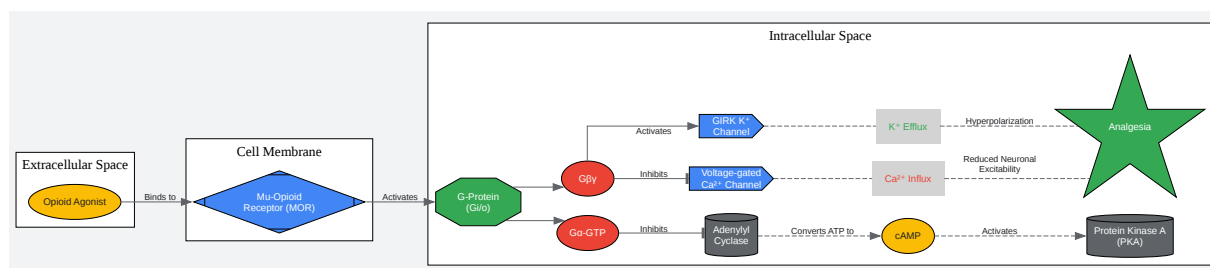 Intracellular Space
GIRK K⁺
Channel
K⁺ Efflux
Hyperpolarization
Analgesia
Activates
Extracellular Space
Cell Membrane
Opioid Agonist
Binds to
Mu-Opioid
Receptor (MOR)
Activates
G-Protein
(Gi/o)
Gβγ
Inhibits
Voltage-gated
Ca²⁺ Channel
Ca²⁺ Influx
Reduced Neuronal
Excitability
Gα-GTP
Inhibits
Adenylyl
Cyclase
Converts ATP to
cAMP
Activates
Protein Kinase A
(PKA)